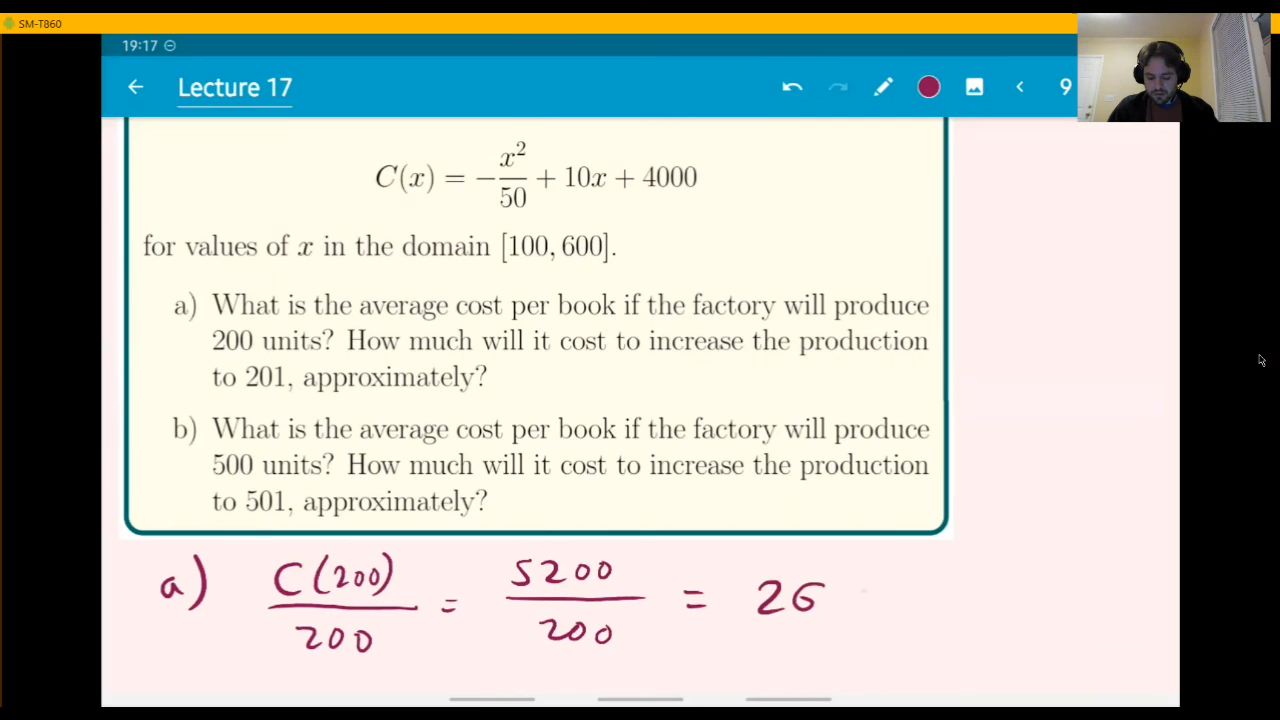 SM-T860
19:17
Lecture 17
9
C(x) = −x²/50 + 10x + 4000
for values of x in the domain [100, 600].
a) What is the average cost per book if the factory will produce
200 units? How much will it cost to increase the production
to 201, approximately?
b) What is the average cost per book if the factory will produce
500 units? How much will it cost to increase the production
to 501, approximately?
a) C(200)/200 = 5200/200 = 26